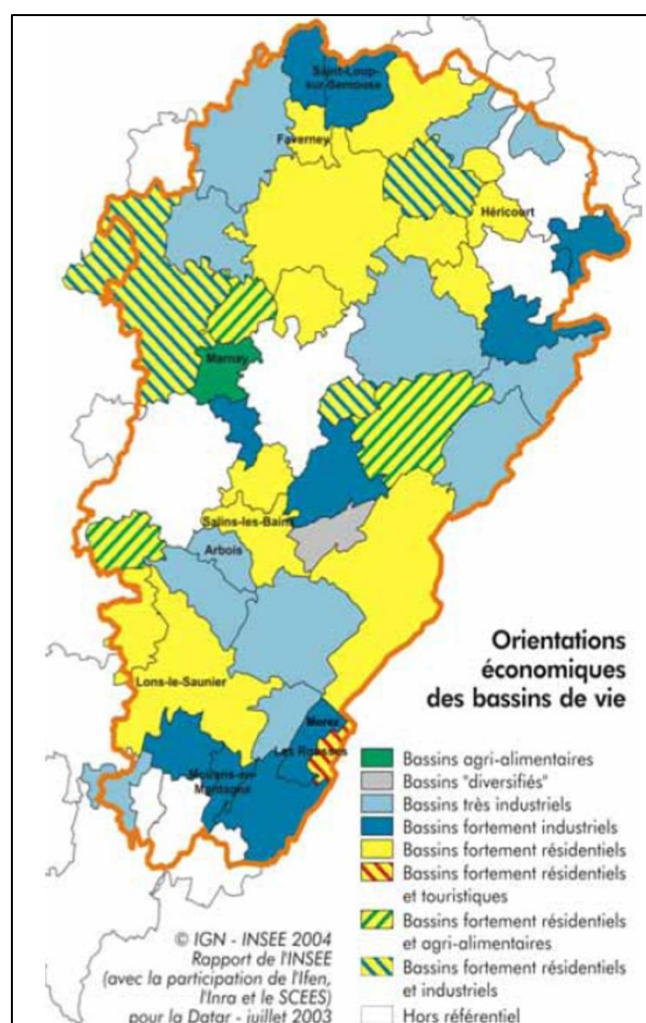 Saint-Loup-
sur-Semouse
Faverney
Héricourt
Marnay
Salins-les-Bains
Arbois
Lons-le-Saunier
Morez
Les Rousses
Moirans-en-
Montagne
Orientations
économiques
des bassins de vie
Bassins agri-alimentaires
Bassins "diversifiés"
Bassins très industriels
Bassins fortement industriels
Bassins fortement résidentiels
Bassins fortement résidentiels
et touristiques
Bassins fortement résidentiels
et agri-alimentaires
Bassins fortement résidentiels
et industriels
Hors référentiel
© IGN - INSEE 2004
Rapport de l'INSEE
(avec la participation de l'Ifen,
l'Inra et le SCEES)
pour la Datar - juillet 2003